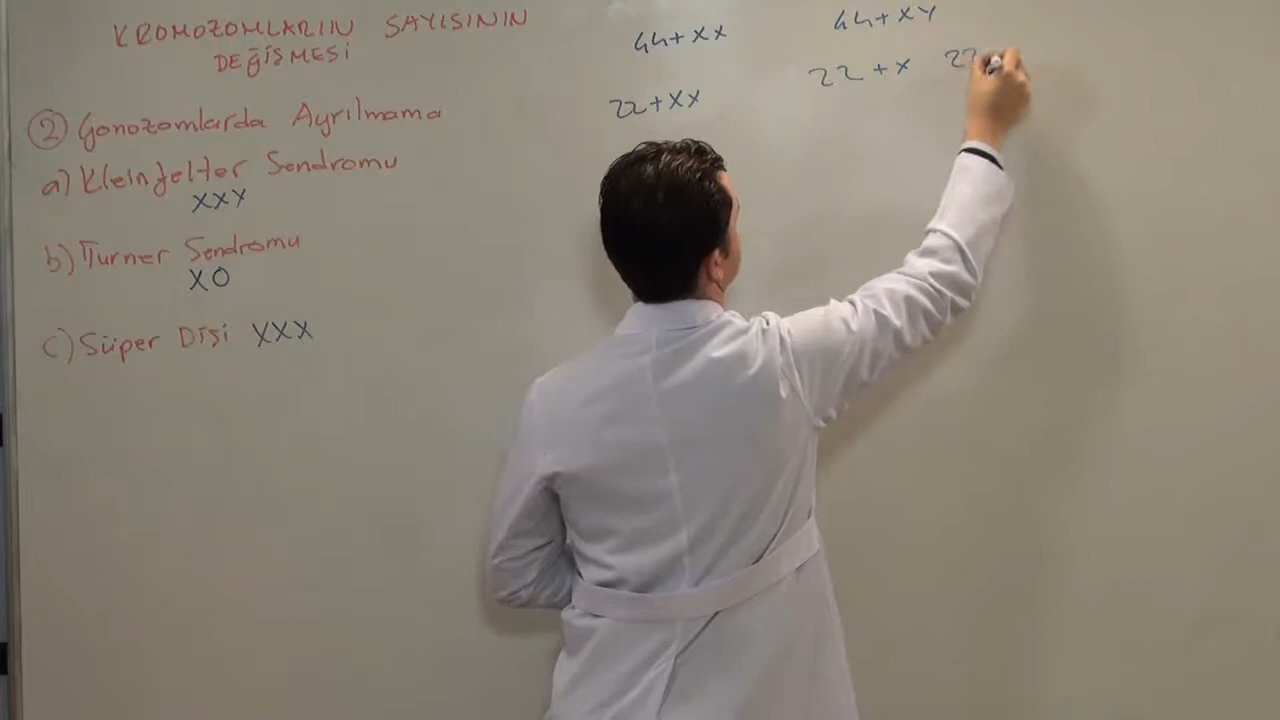 KROMOZOMLARIN SAYISININ
DEĞİŞMESİ
② Gonozomlarda Ayrılmama
a) Kleinfelter Sendromu
XXY
b) Turner Sendromu
XO
c) Süper Dişi XXX
44+XX
22+XX
44+XY
22+X 22